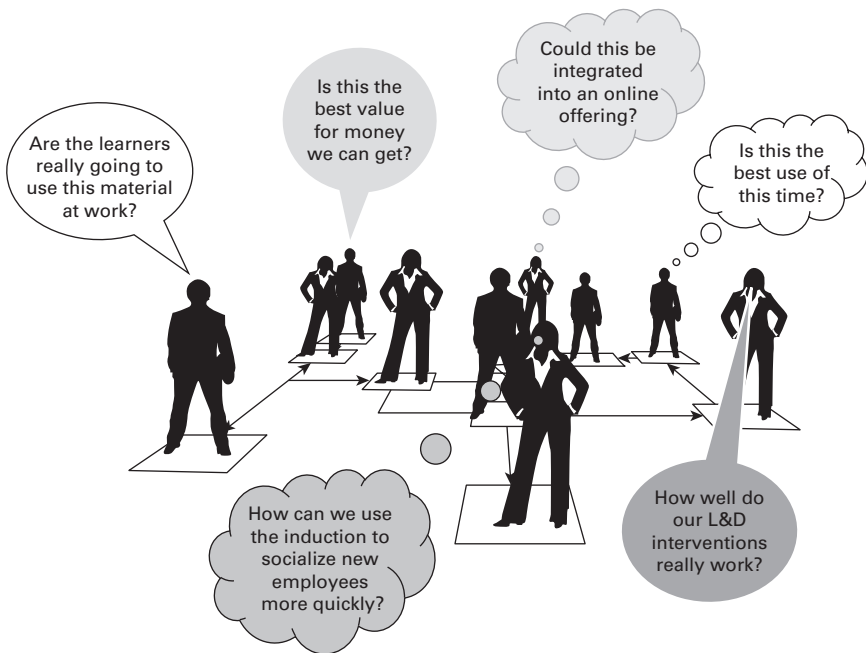 Could this be
integrated
into an online
offering?
Is this the
best value
for money
we can get?
Are the learners
really going to
use this material
at work?
Is this the
best use of
this time?
How can we use
the induction to
socialize new
employees
more quickly?
How well do
our L&D
interventions
really work?